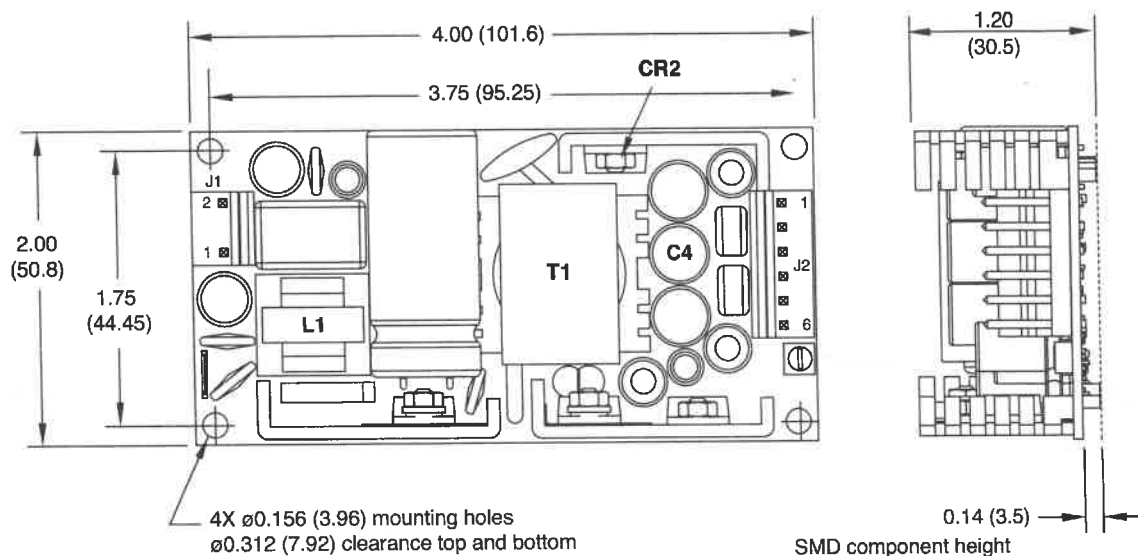 4.00 (101.6)
1.20
(30.5)
CR2
3.75 (95.25)
J1
2
1
2.00
(50.8)
1.75
(44.45)
L1
T1
C4
1
J2
6
4X ø0.156 (3.96) mounting holes
ø0.312 (7.92) clearance top and bottom
0.14 (3.5)
SMD component height